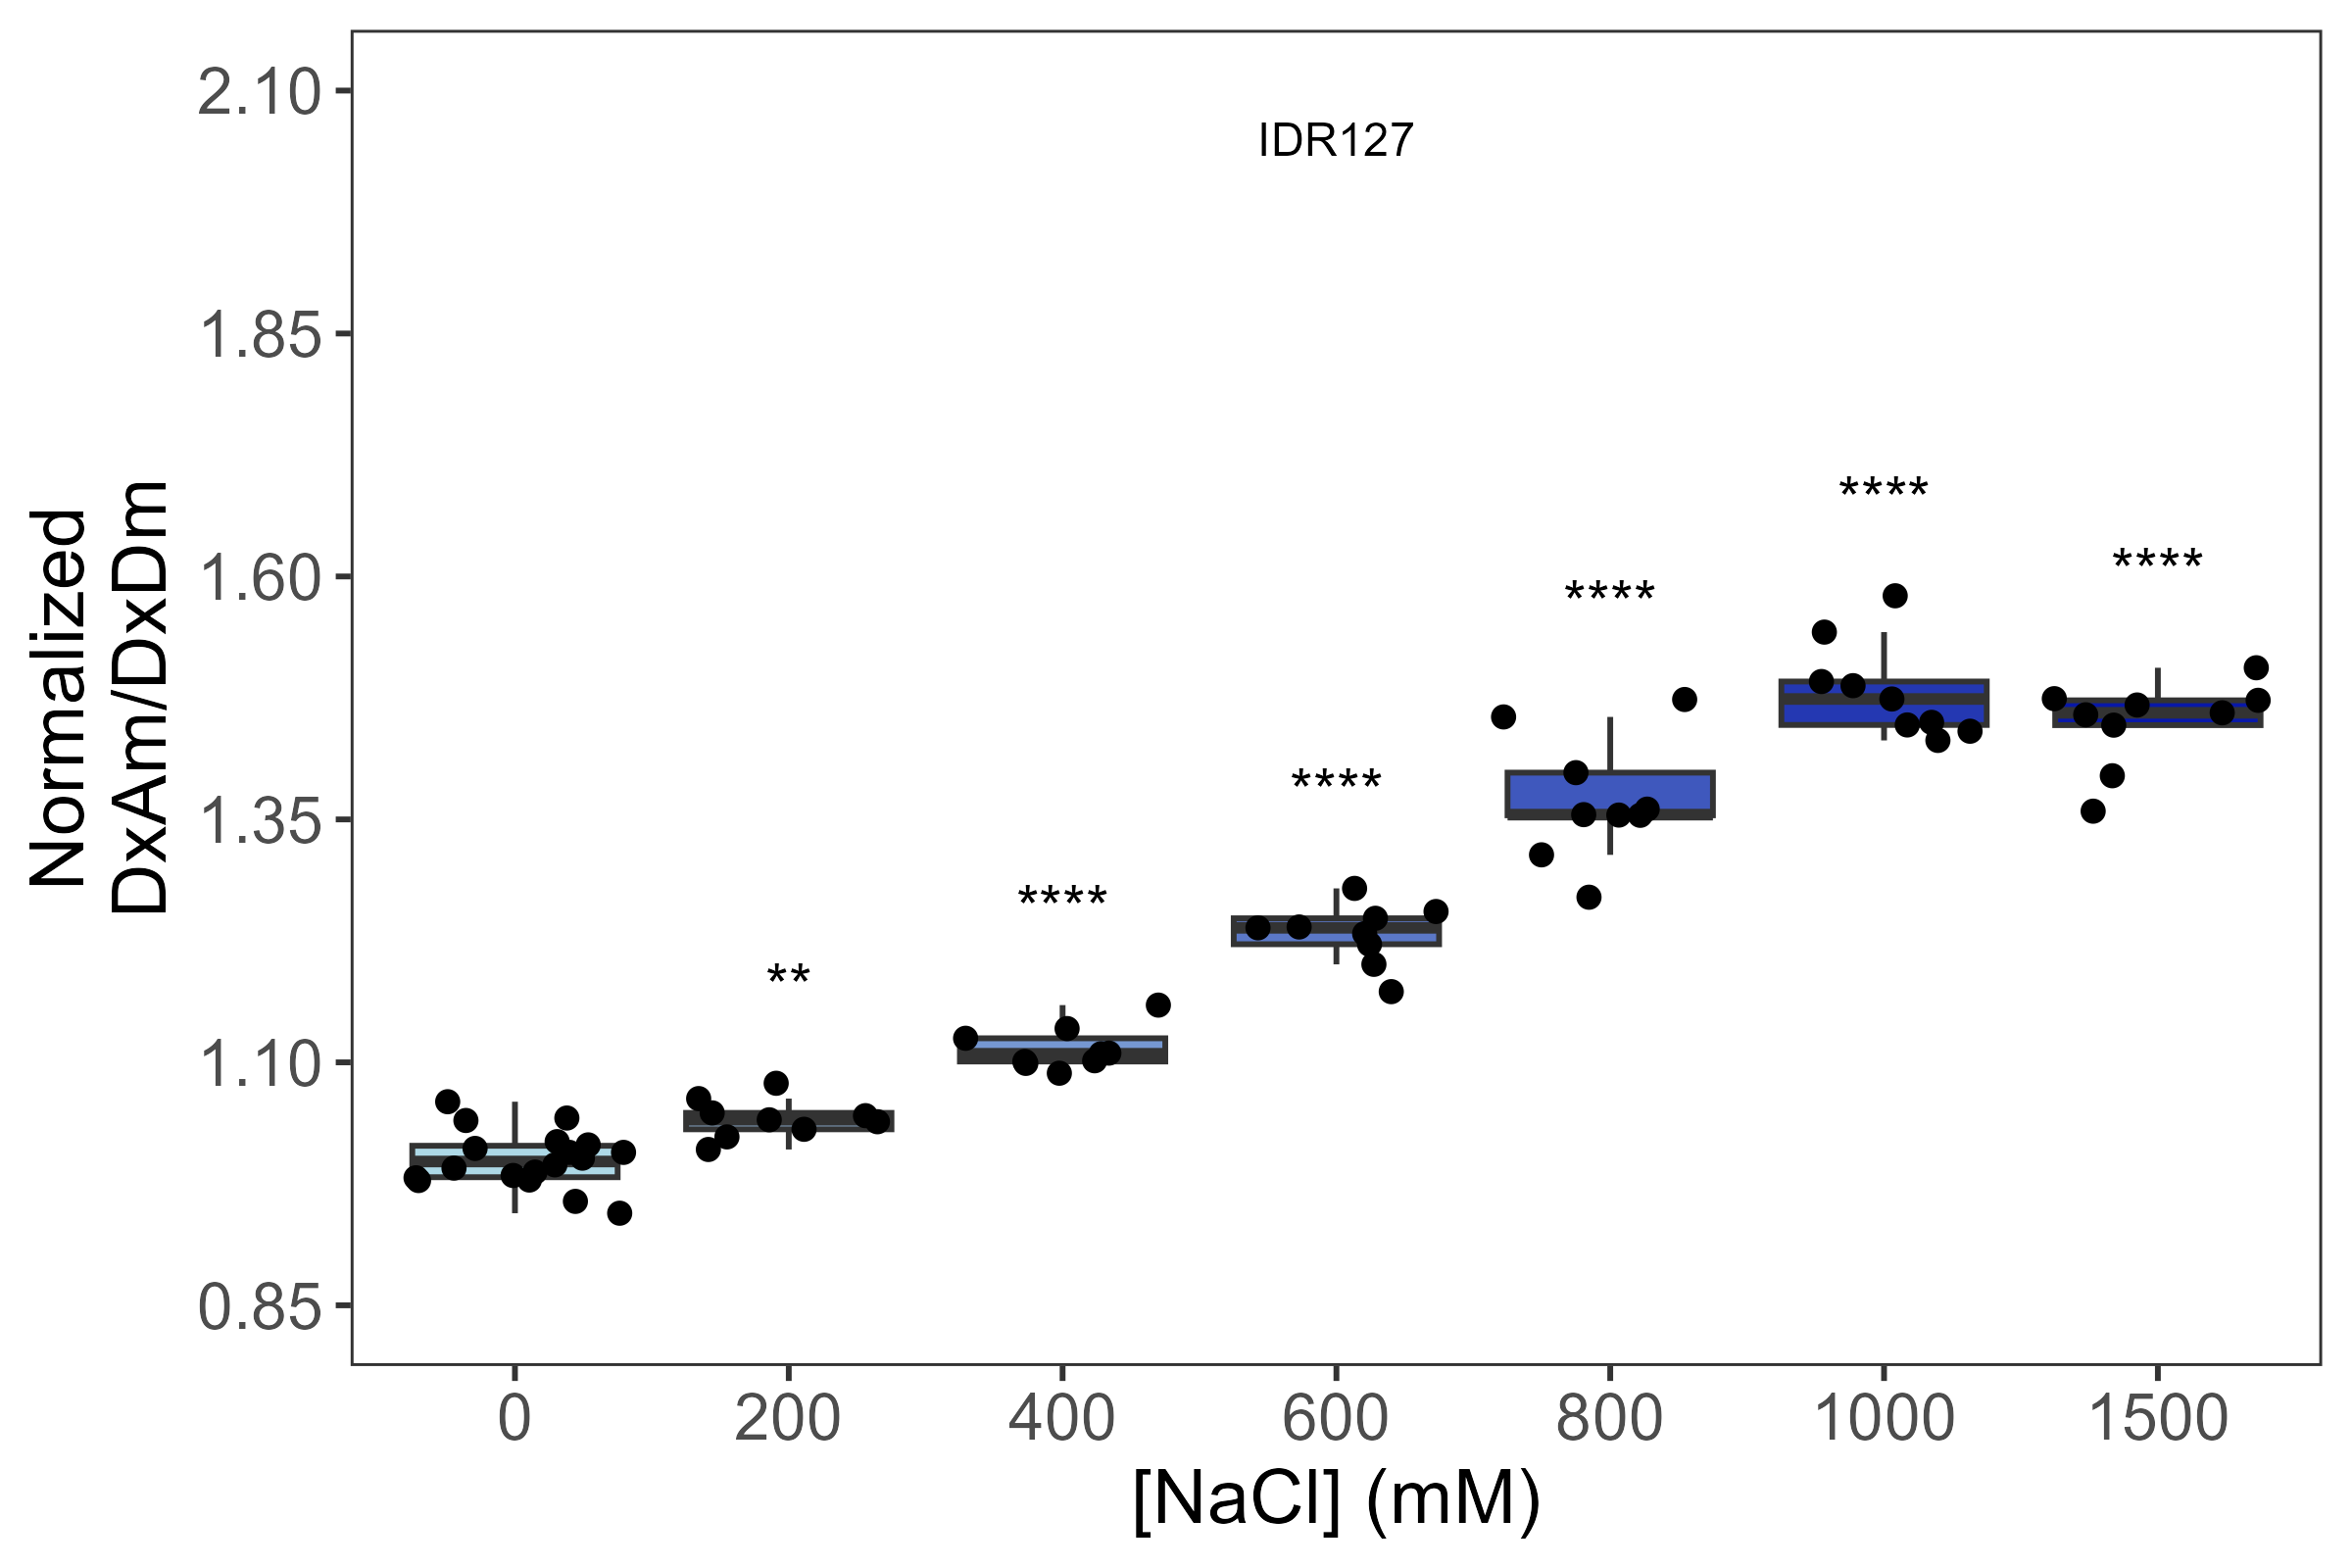 IDR127
2.10
1.85
1.60
1.35
1.10
0.85
Normalized
DxAm/DxDm
**
****
****
****
****
****
0 200 400 600 800 1000 1500
[NaCl] (mM)